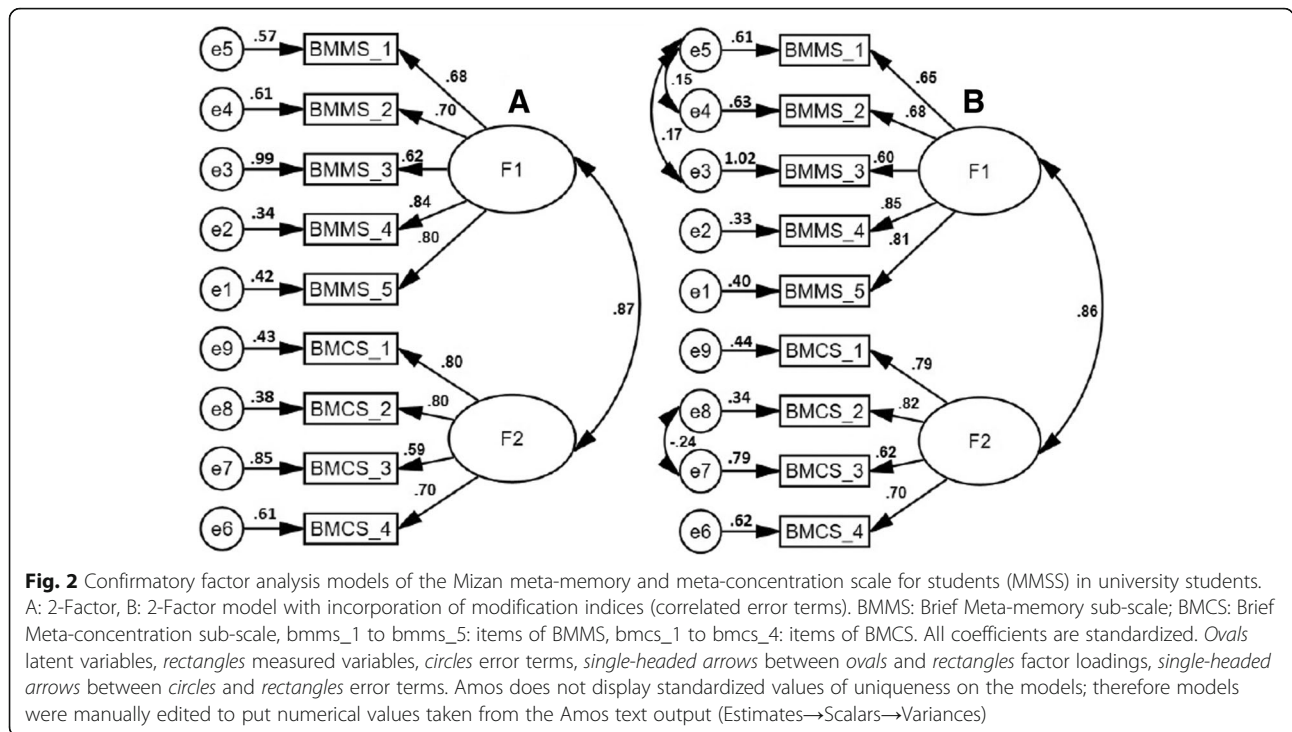 e5 .57 BMMS_1
.68
A
e4 .61 BMMS_2 .70
e3 .99 BMMS_3 .62 F1
e2 .34 BMMS_4 .84
.80
e1 .42 BMMS_5
.87
e9 .43 BMCS_1
.80
e8 .38 BMCS_2 .80
F2
e7 .85 BMCS_3 .59
.70
e6 .61 BMCS_4
e5 .61 BMMS_1
.15 .65
B
e4 .63 BMMS_2 .68
.17
e3 1.02 BMMS_3 .60 F1
e2 .33 BMMS_4 .85
.81
e1 .40 BMMS_5
.86
e9 .44 BMCS_1
.79
e8 .34 BMCS_2 .82
-.24 F2
e7 .79 BMCS_3 .62
.70
e6 .62 BMCS_4
Fig. 2 Confirmatory factor analysis models of the Mizan meta-memory and meta-concentration scale for students (MMSS) in university students.
A: 2-Factor, B: 2-Factor model with incorporation of modification indices (correlated error terms). BMMS: Brief Meta-memory sub-scale; BMCS: Brief
Meta-concentration sub-scale, bmms_1 to bmms_5: items of BMMS, bmcs_1 to bmcs_4: items of BMCS. All coefficients are standardized. Ovals
latent variables, rectangles measured variables, circles error terms, single-headed arrows between ovals and rectangles factor loadings, single-headed
arrows between circles and rectangles error terms. Amos does not display standardized values of uniqueness on the models; therefore models
were manually edited to put numerical values taken from the Amos text output (Estimates→Scalars→Variances)